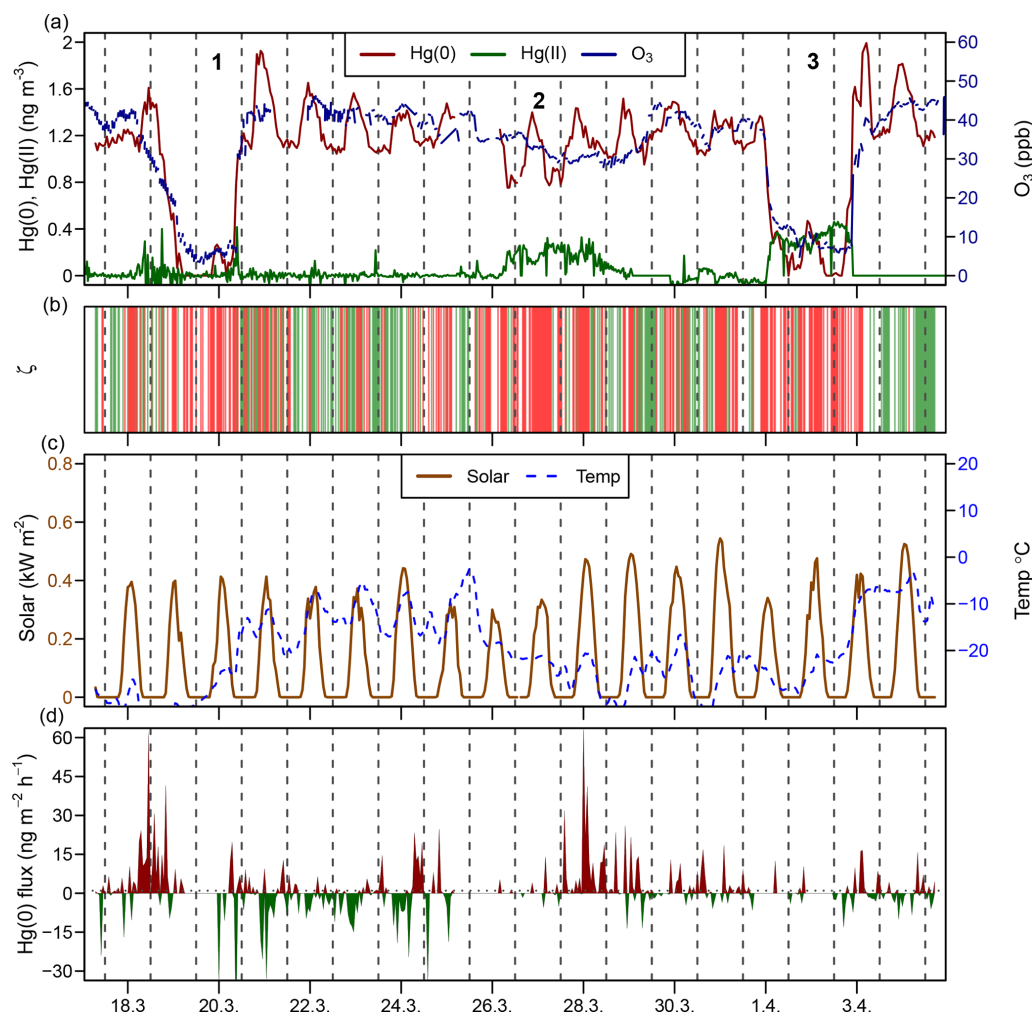 (a)
Hg(0) Hg(II) O3
1 2 3
Hg(0), Hg(II) (ng m-3)
2
1.6
1.2
0.8
0.4
0
60
50
40
30
20
10
0
O3 (ppb)
(b)
ζ
(c)
Solar Temp
Solar (kW m-2)
0.8
0.6
0.4
0.2
0
20
10
0
−10
−20
Temp °C
(d)
Hg(0) flux (ng m−2 h−1)
60
45
30
15
0
−15
−30
18.3 20.3. 22.3 24.3 26.3 28.3 30.3. 1.4. 3.4.